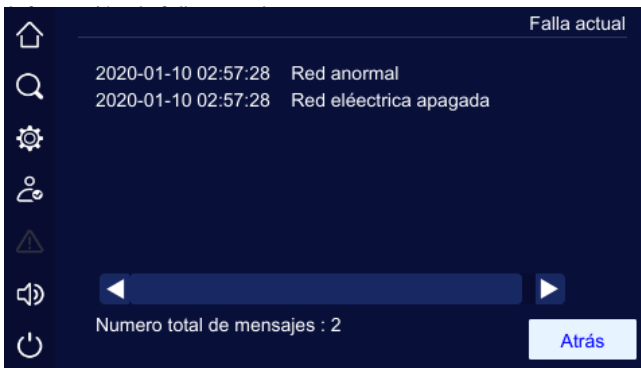 Falla actual
2020-01-10 02:57:28 Red anormal
2020-01-10 02:57:28 Red eléectrica apagada
Numero total de mensajes : 2
Atrás